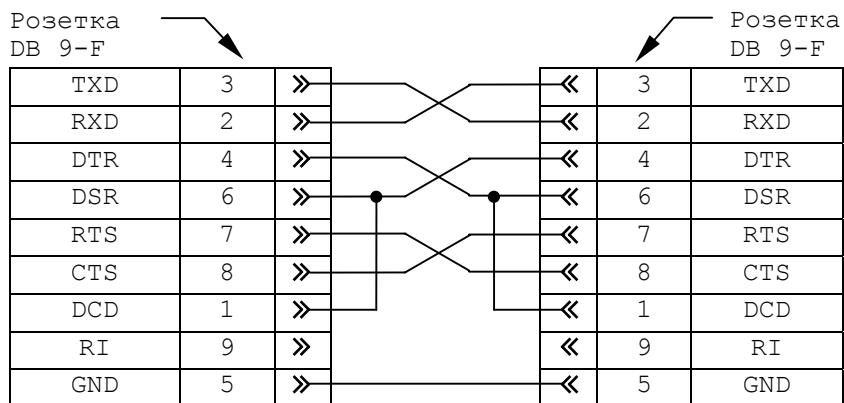 Розетка Розетка
DB 9-F DB 9-F
TXD 3 3 TXD
RXD 2 2 RXD
DTR 4 4 DTR
DSR 6 6 DSR
RTS 7 7 RTS
CTS 8 8 CTS
DCD 1 1 DCD
RI 9 9 RI
GND 5 5 GND